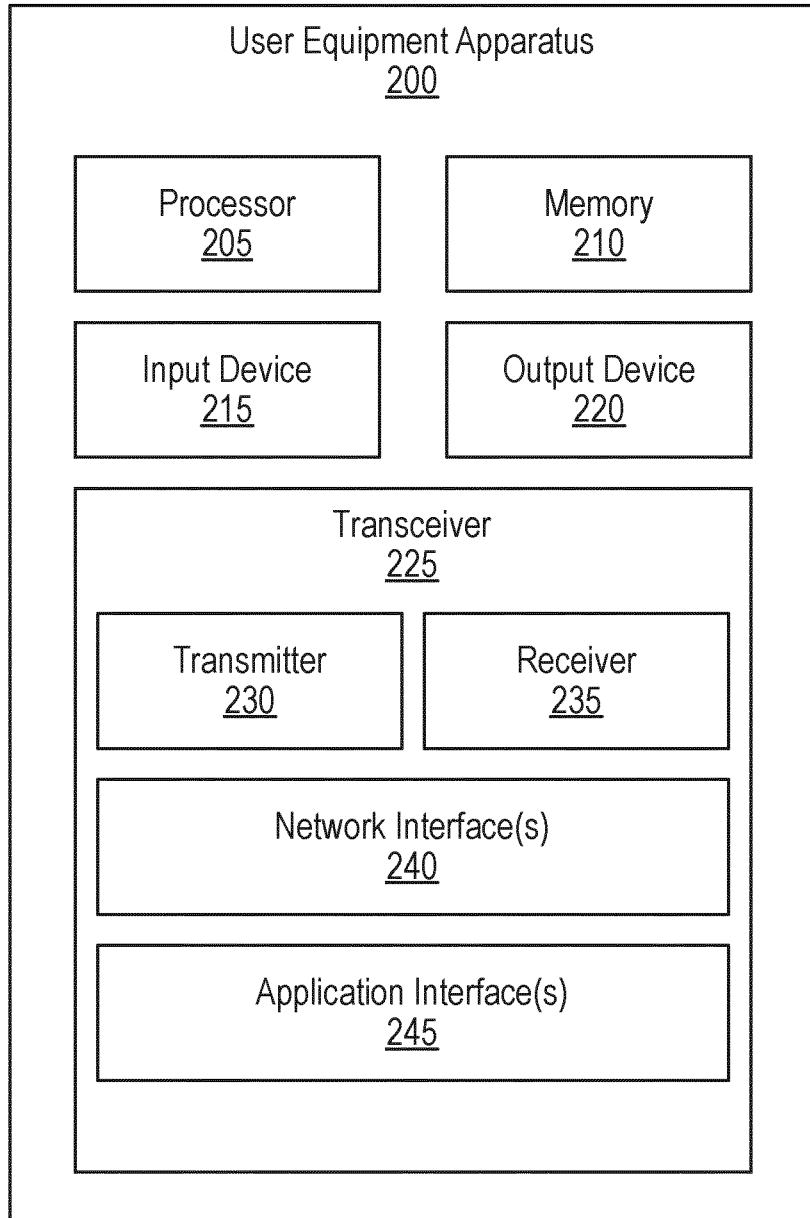 User Equipment Apparatus
200
Processor
205
Memory
210
Input Device
215
Output Device
220
Transceiver
225
Transmitter
230
Receiver
235
Network Interface(s)
240
Application Interface(s)
245